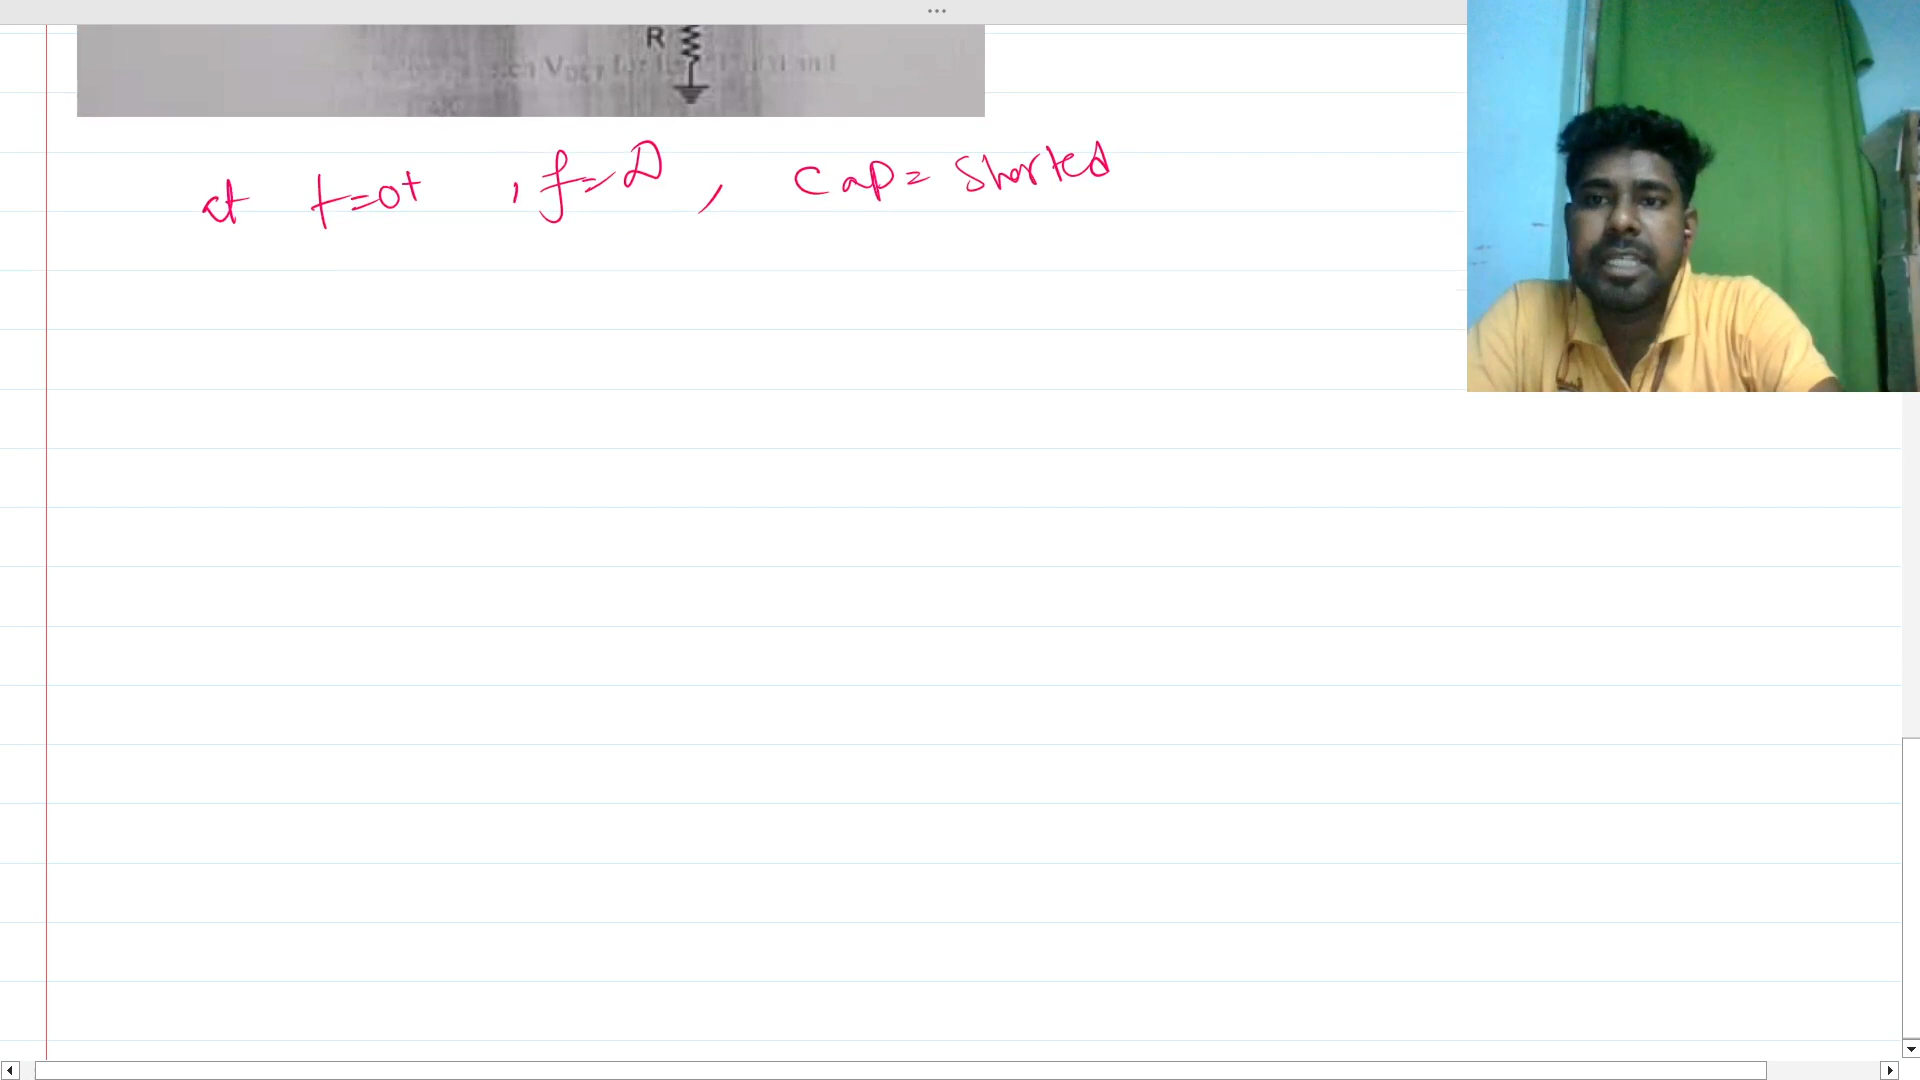 R
at t=0+ , f=∞ , Cap= Shorted